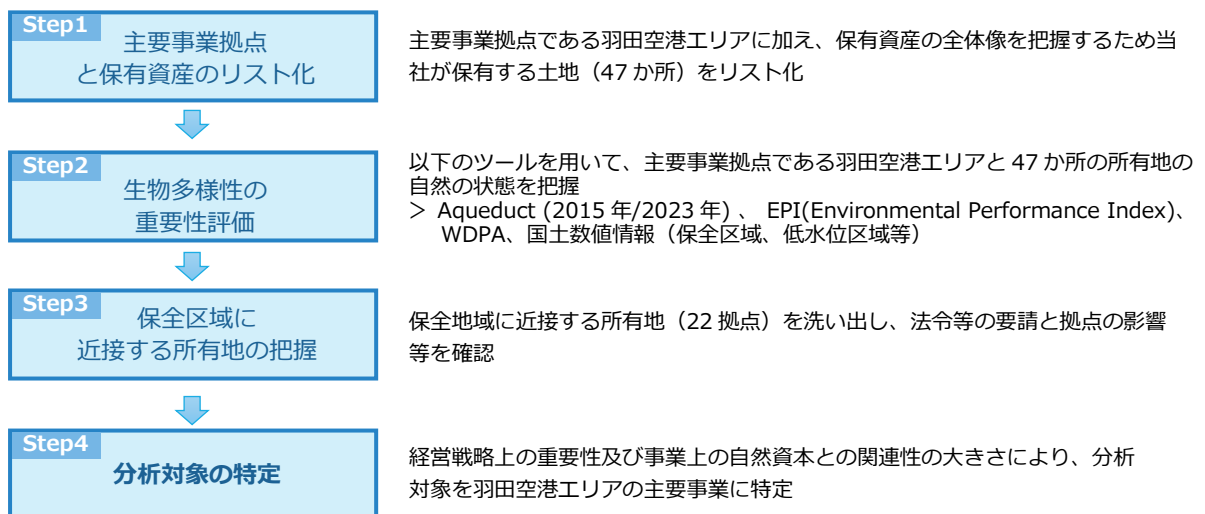 Step1
主要事業拠点
と保有資産のリスト化
主要事業拠点である羽田空港エリアに加え、保有資産の全体像を把握するため当
社が保有する土地（47 か所）をリスト化
Step2
生物多様性の
重要性評価
以下のツールを用いて、主要事業拠点である羽田空港エリアと 47 か所の所有地の
自然の状態を把握
＞ Aqueduct (2015 年/2023 年) 、 EPI(Environmental Performance Index)、
WDPA、国土数値情報（保全区域、低水位区域等）
Step3
保全区域に
近接する所有地の把握
保全地域に近接する所有地（22 拠点）を洗い出し、法令等の要請と拠点の影響
等を確認
Step4
分析対象の特定
経営戦略上の重要性及び事業上の自然資本との関連性の大きさにより、分析
対象を羽田空港エリアの主要事業に特定